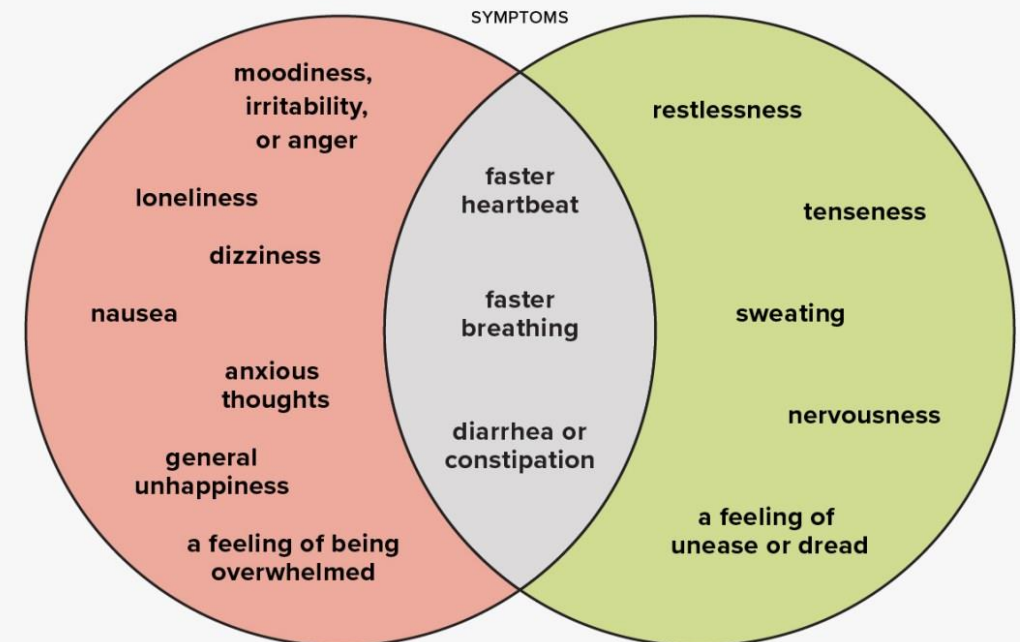 SYMPTOMS
moodiness,
irritability,
or anger
loneliness
dizziness
nausea
anxious
thoughts
general
unhappiness
a feeling of being
overwhelmed
faster
heartbeat
faster
breathing
diarrhea or
constipation
restlessness
tenseness
sweating
nervousness
a feeling of
unease or dread